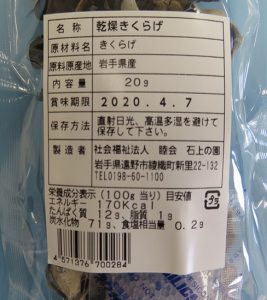 名称 乾燥きくらげ
原材料名 きくらげ
原料原産地 岩手県産
内容量 20g
賞味期限 2020.4.7
保存方法 直射日光、高温多湿を避けて
保存して下さい。
製造者 社会福祉法人 睦会 石上の園
岩手県遠野市綾織町新里22-132
TEL0198-60-1100
栄養成分表示(100g当り)目安値
エネルギー 170Kcal
たんぱく質 12g、脂質 1g
炭水化物 71g、食塩相当量 0.2g
プラ
4571376700284